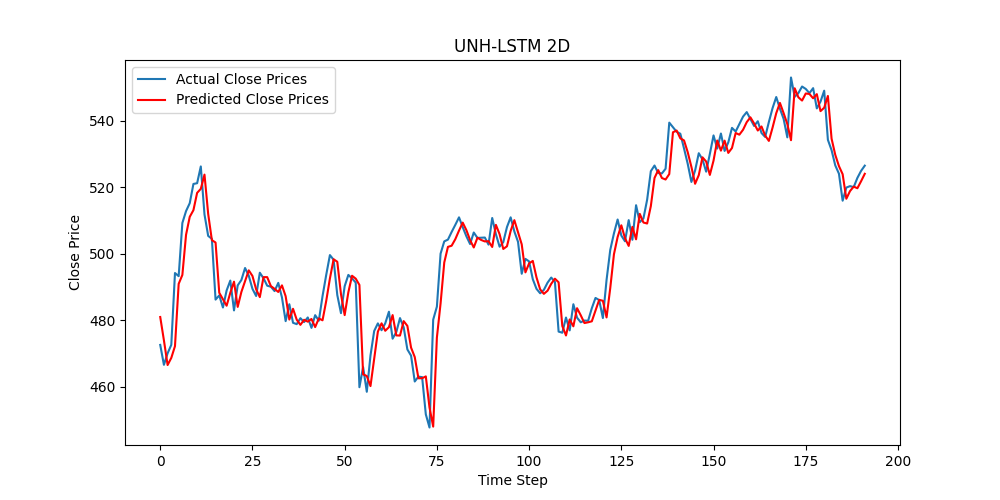 UNH-LSTM 2D
Actual Close Prices
Predicted Close Prices
Close Price
540
520
500
480
460
0 25 50 75 100 125 150 175 200
Time Step